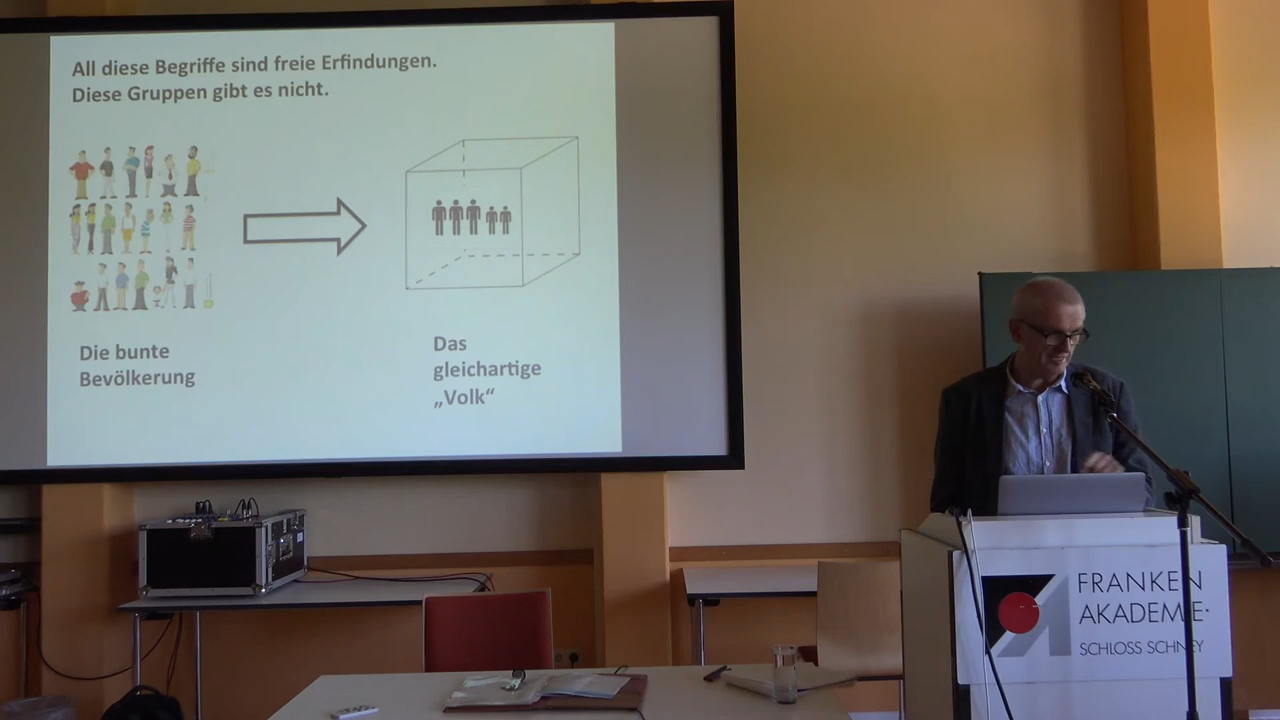 All diese Begriffe sind freie Erfindungen.
Diese Gruppen gibt es nicht.
Die bunte
Bevölkerung
Das
gleichartige
„Volk“
FRANKEN
AKADEMIE
SCHLOSS SCHNEY